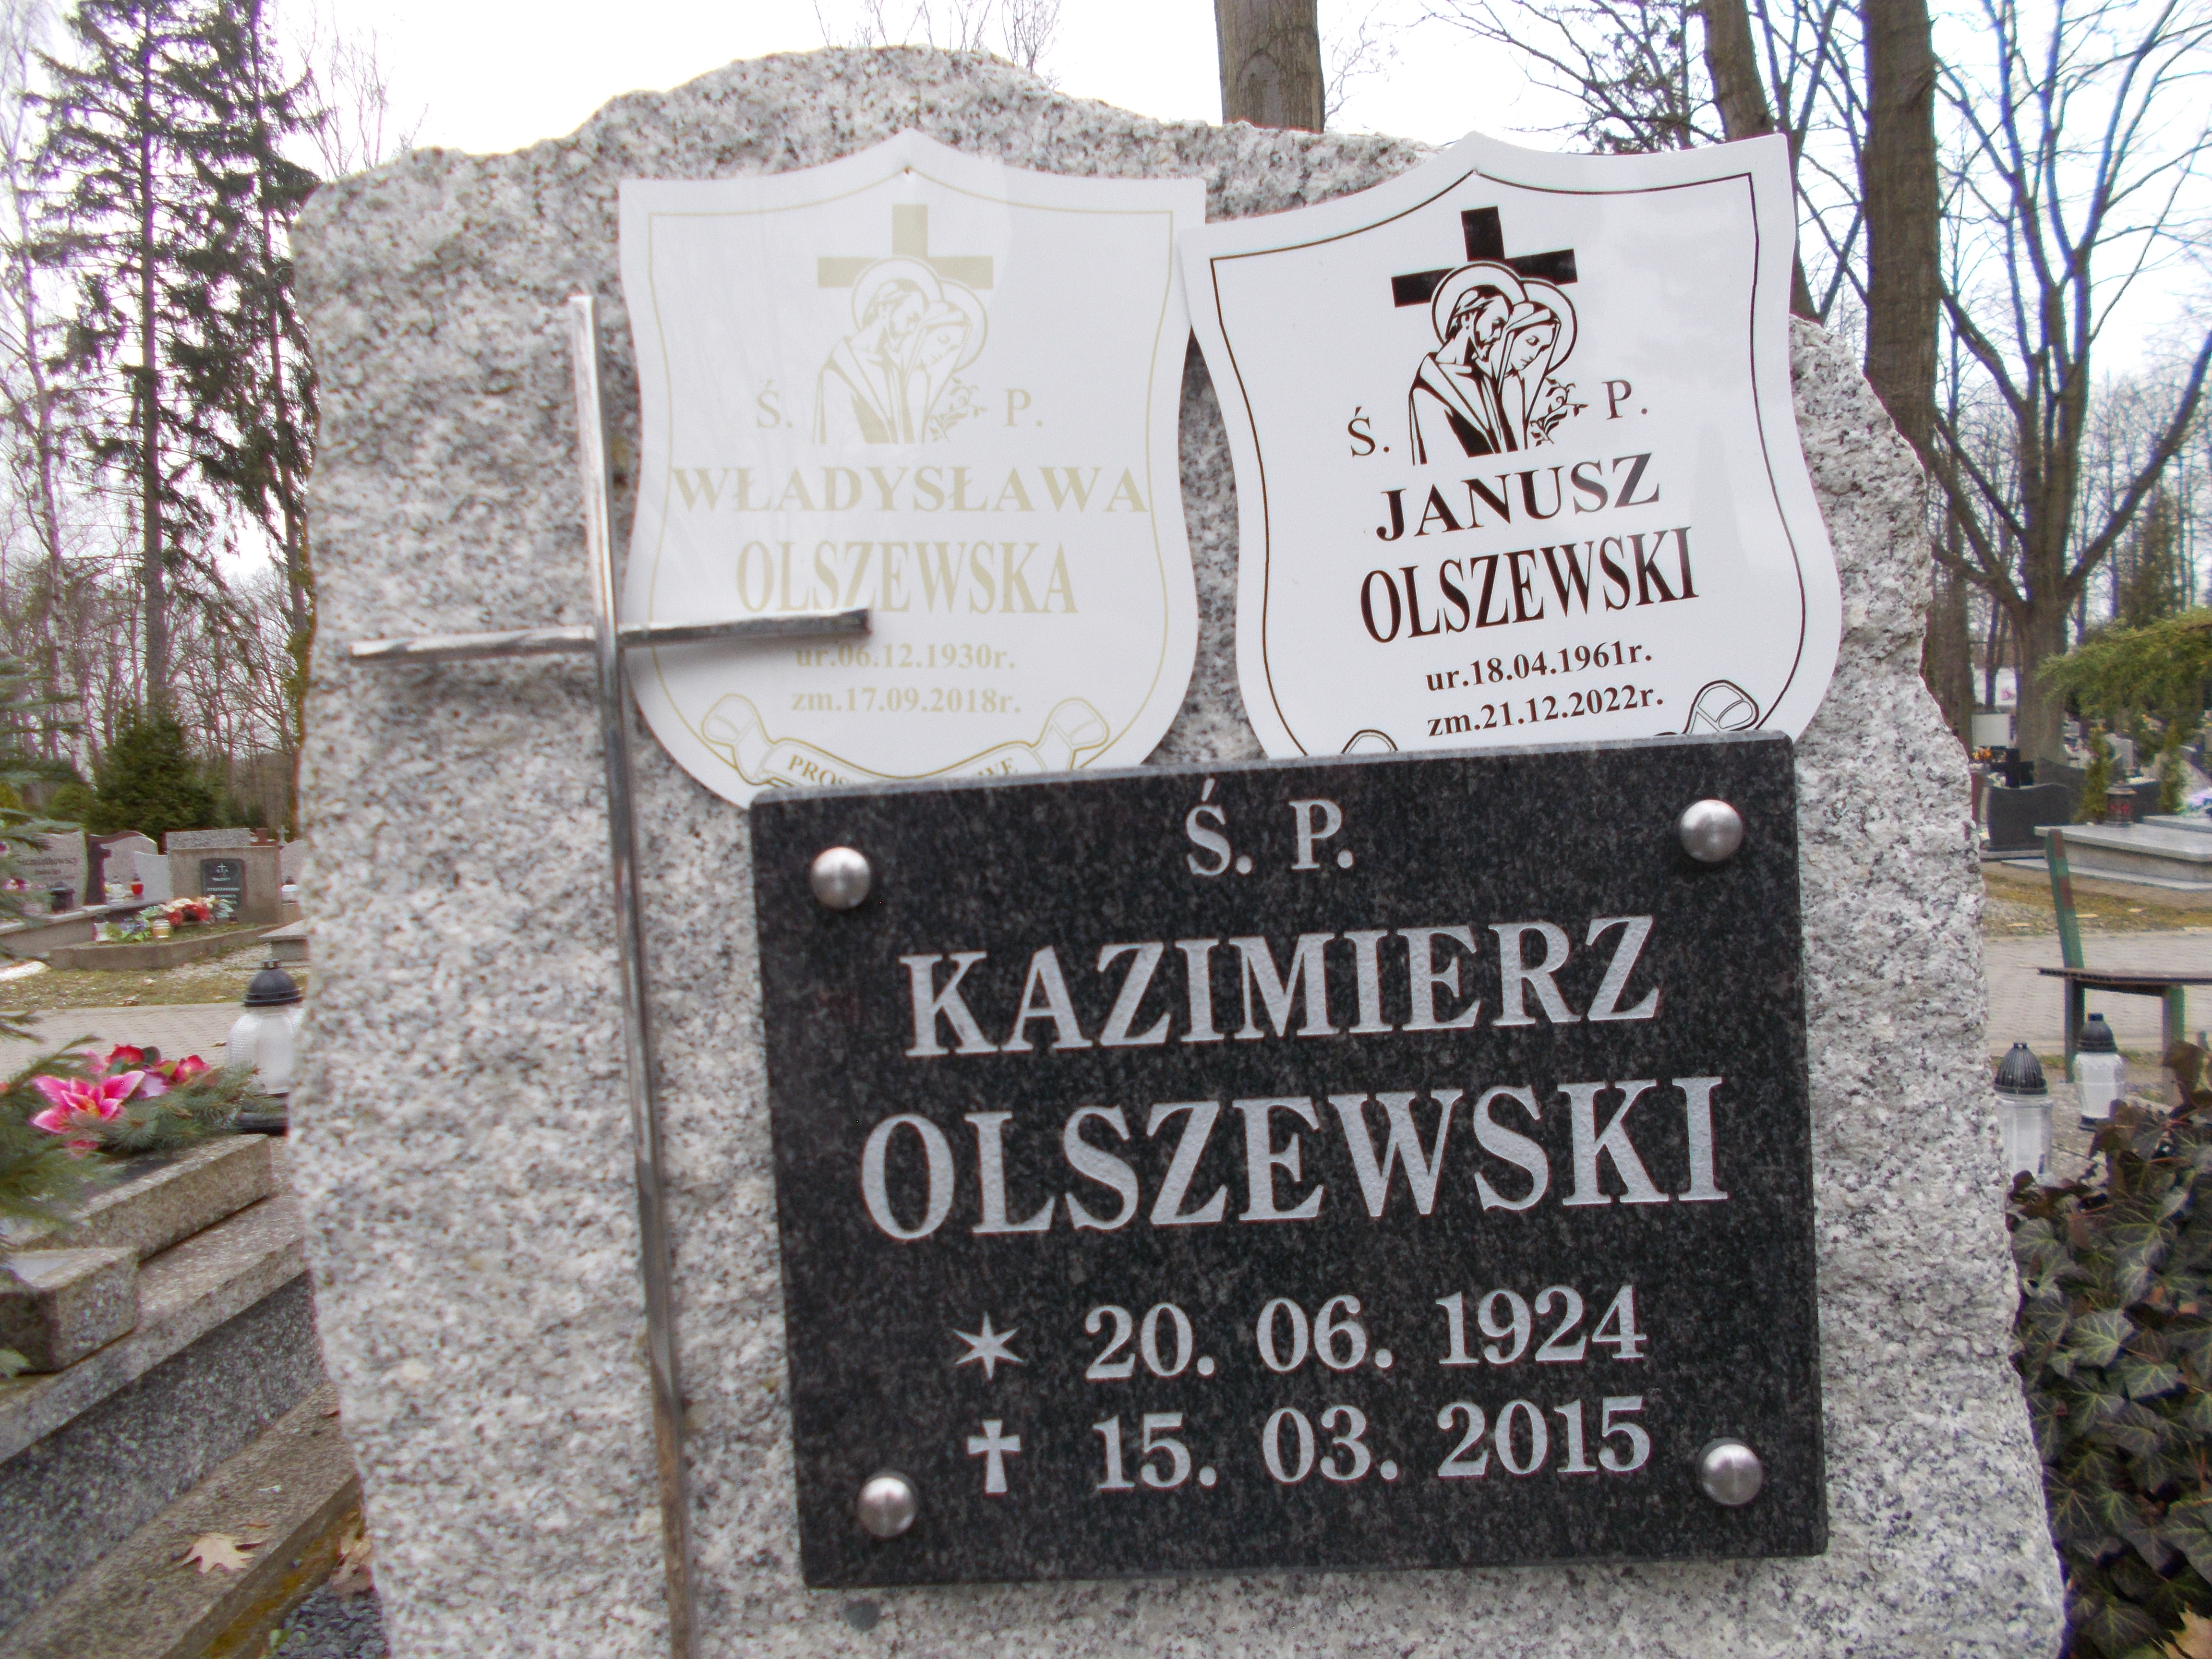 Ś. P.
WŁADYSŁAWA
OLSZEWSKA
ur.06.12.1930r.
zm.17.09.2018r.
Ś. P.
JANUSZ
OLSZEWSKI
ur.18.04.1961r.
zm.21.12.2022r.
Ś. P.
KAZIMIERZ
OLSZEWSKI
20. 06. 1924
15. 03. 2015